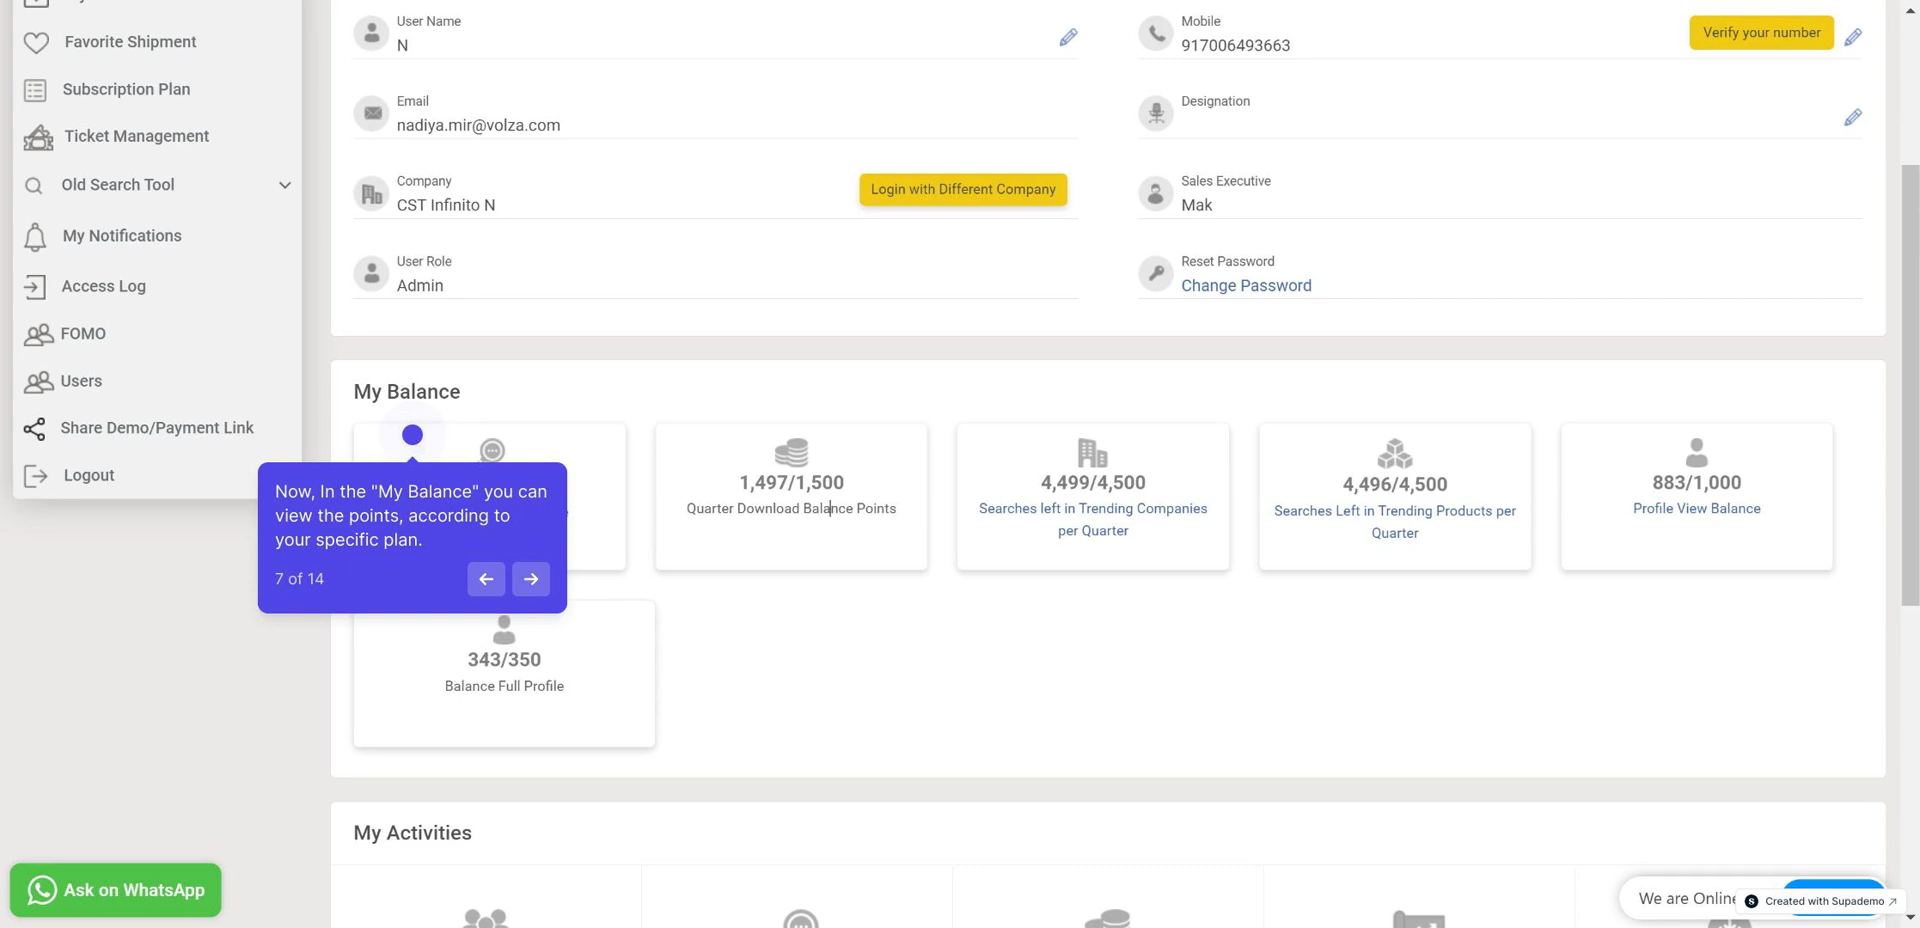 Favorite Shipment
Subscription Plan
Ticket Management
Old Search Tool
My Notifications
Access Log
FOMO
Users
Share Demo/Payment Link
Logout
User Name
N
Mobile
917006493663
Verify your number
Email
nadiya.mir@volza.com
Designation
Company
CST Infinito N
Login with Different Company
Sales Executive
Mak
User Role
Admin
Reset Password
Change Password
My Balance
Now, In the "My Balance" you can
view the points, according to
your specific plan.
7 of 14
1,497/1,500
Quarter Download Balance Points
4,499/4,500
Searches left in Trending Companies
per Quarter
4,496/4,500
Searches Left in Trending Products per
Quarter
883/1,000
Profile View Balance
343/350
Balance Full Profile
My Activities
Ask on WhatsApp
We are Online
Created with Supademo